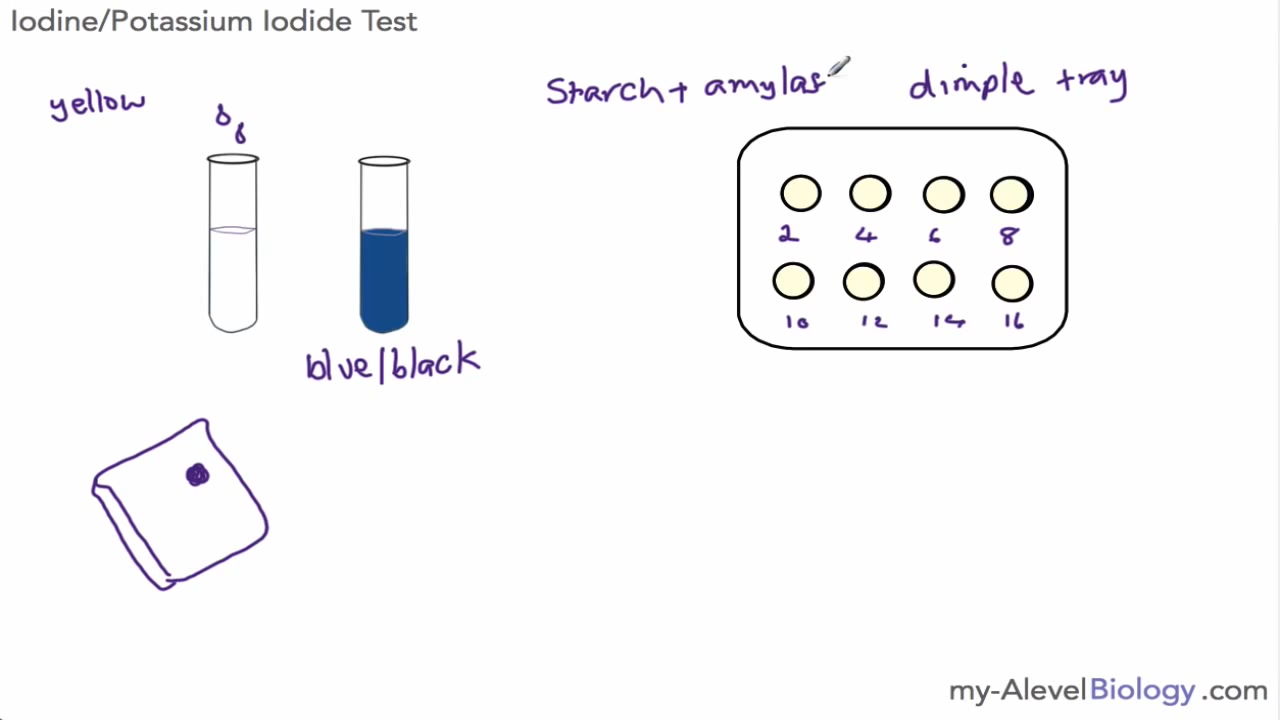 Iodine/Potassium Iodide Test
yellow
Starch + amylas
dimple tray
2 4 6 8
10 12 14 16
blue/black
my-AlevelBiology.com